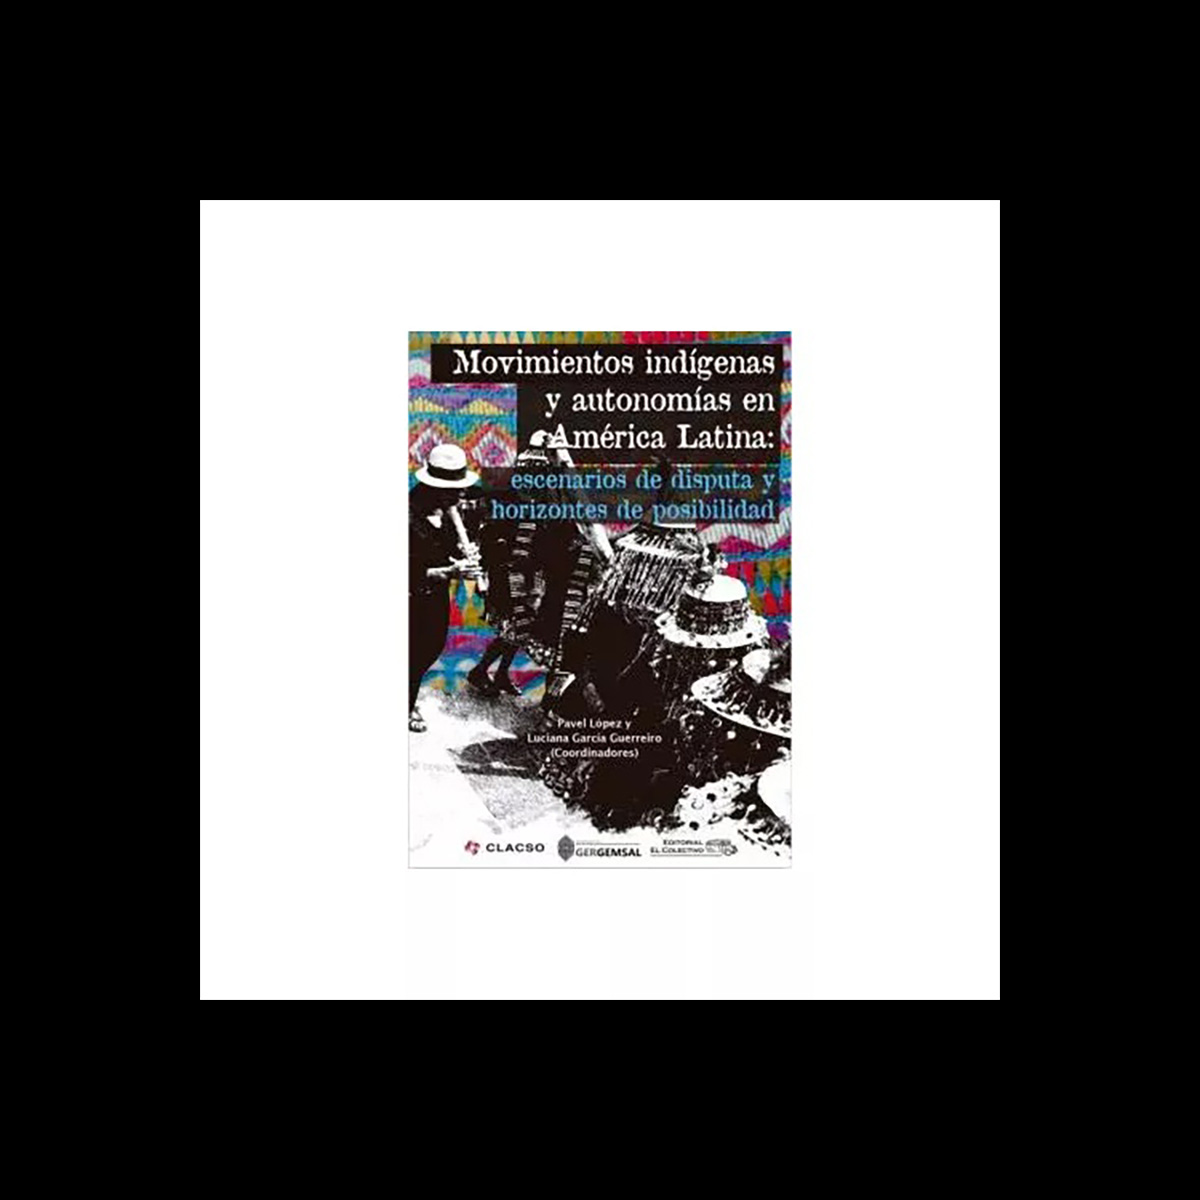 Movimientos indígenas
y autonomías en
América Latina:
escenarios de disputa y
horizontes de posibilidad
Pavel López y
Luciana García Guerreiro
(Coordinadores)
CLACSO
GERGEMSAL
EDITORIAL
EL COLECTIVO